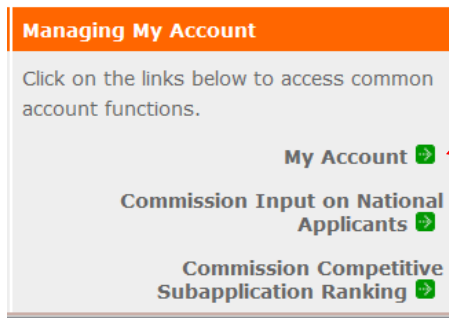 Managing My Account
Click on the links below to access common
account functions.
My Account
Commission Input on National
Applicants
Commission Competitive
Subapplication Ranking